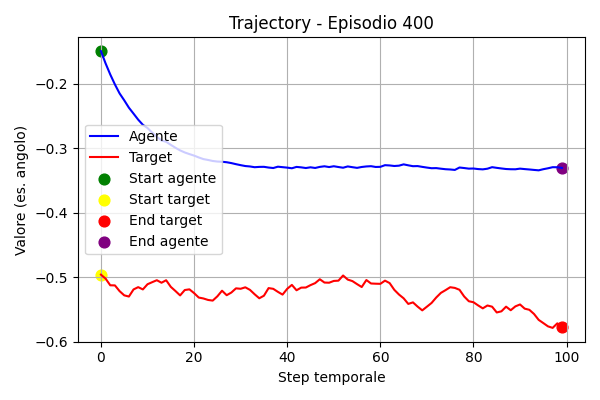 Trajectory - Episodio 400
Valore (es. angolo)
−0.2
−0.3
−0.4
−0.5
−0.6
Agente
Target
Start agente
Start target
End target
End agente
0 20 40 60 80 100
Step temporale